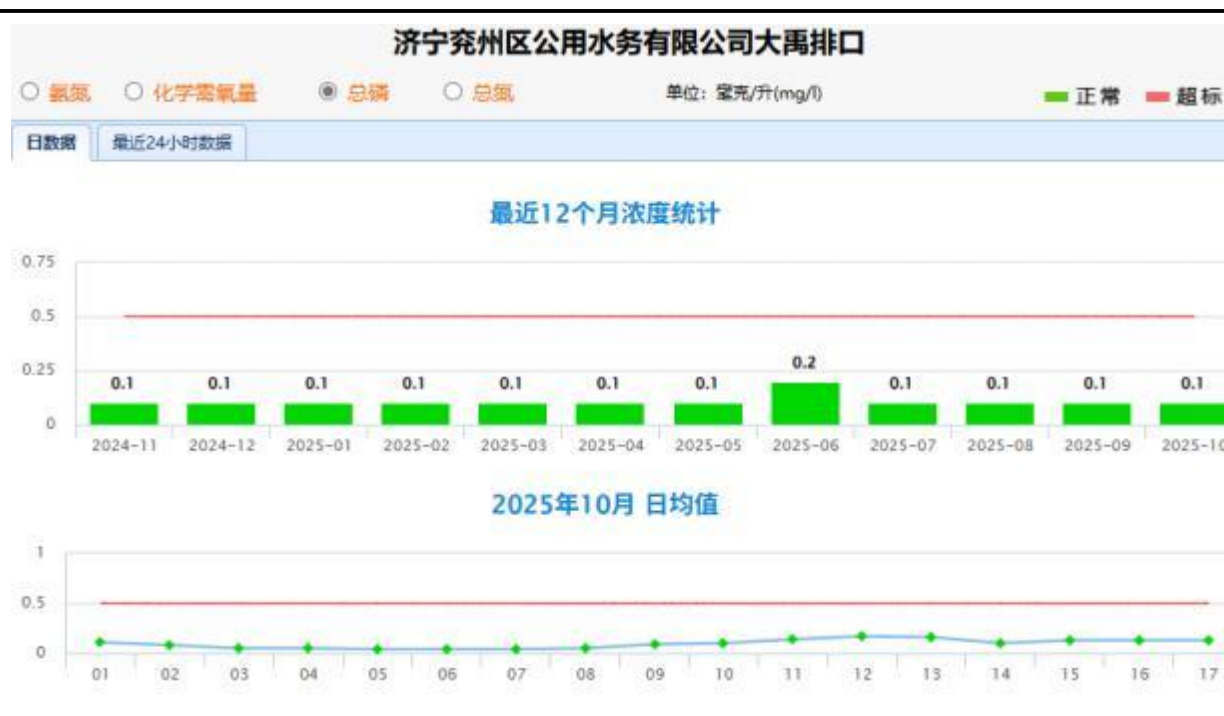 济宁兖州区公用水务有限公司大禹排口
氨氮 化学需氧量 总磷 总氮 单位：毫克/升(mg/l) 正常 超标
日数据 最近24小时数据
最近12个月浓度统计
0.75
0.5
0.25
0
0.1 0.1 0.1 0.1 0.1 0.1 0.1 0.2 0.1 0.1 0.1 0.1
2024-11 2024-12 2025-01 2025-02 2025-03 2025-04 2025-05 2025-06 2025-07 2025-08 2025-09 2025-10
2025年10月 日均值
1
0.5
0
01 02 03 04 05 06 07 08 09 10 11 12 13 14 15 16 17